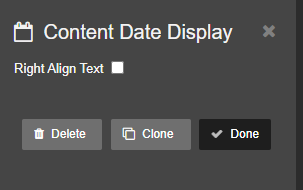 Content Date Display
Right Align Text
Delete Clone Done